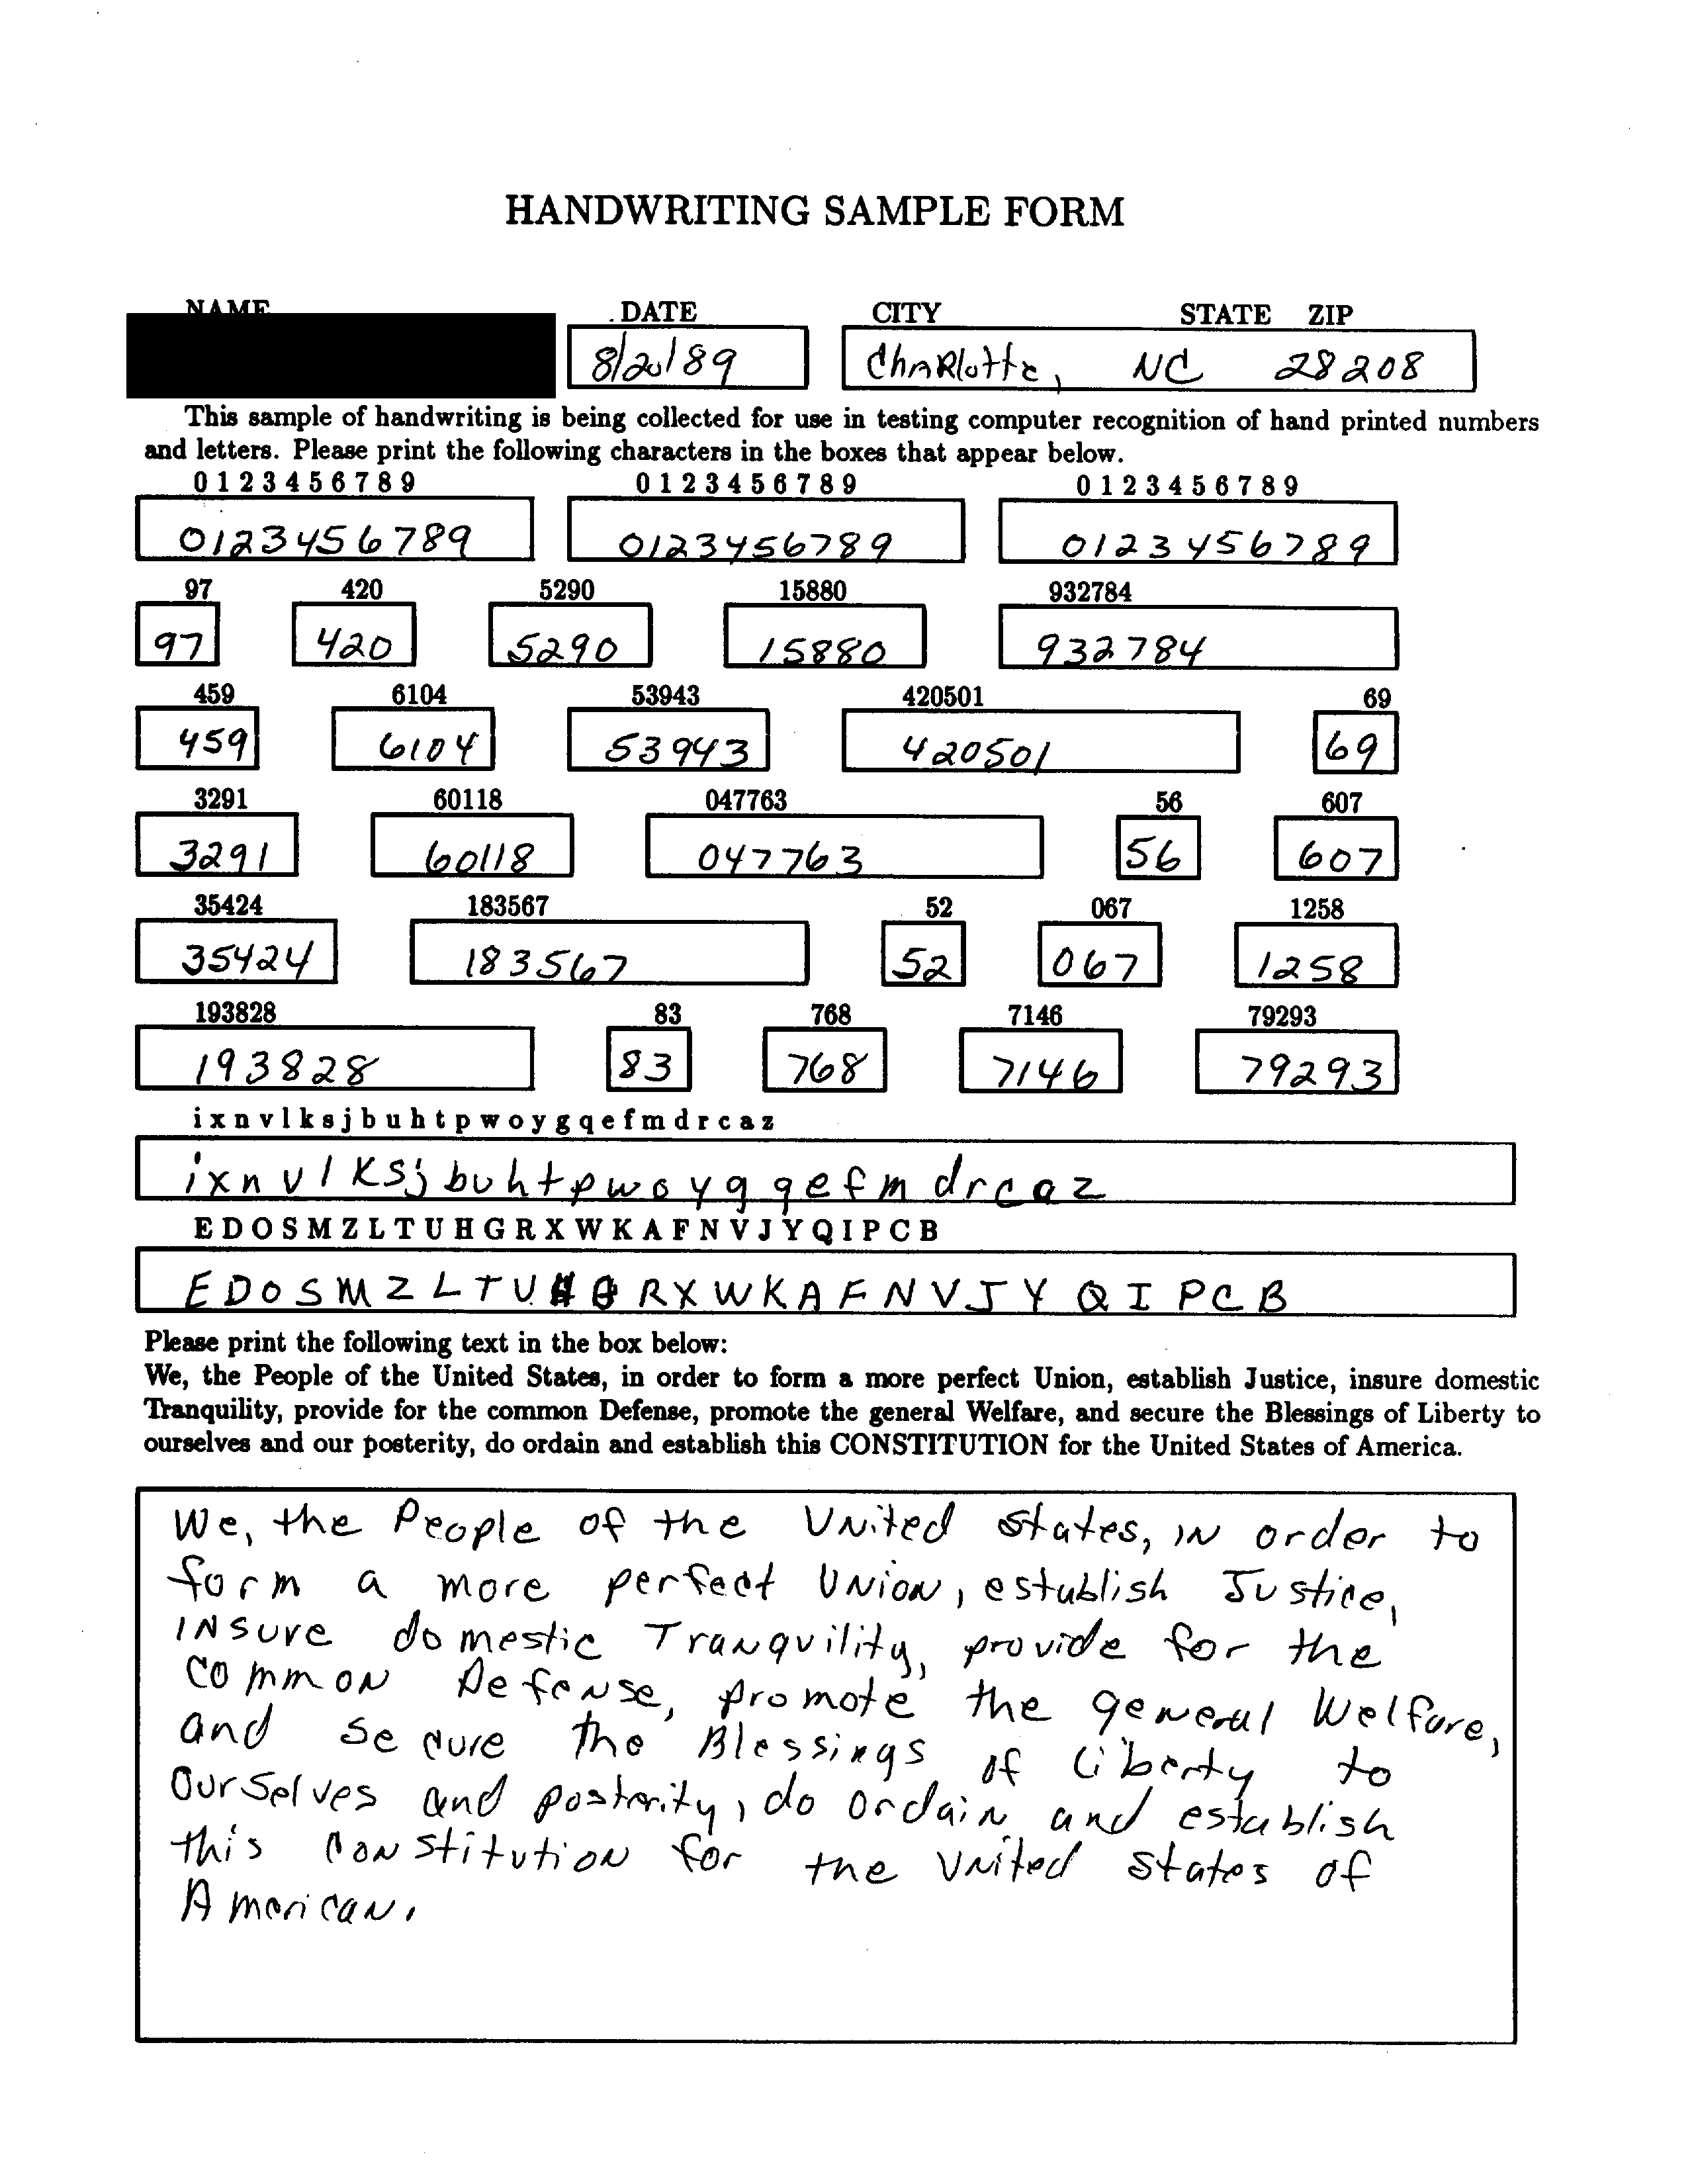 HANDWRITING SAMPLE FORM
NAME DATE CITY STATE ZIP
8/20/89 ChARlotte, NC 28208
This sample of handwriting is being collected for use in testing computer recognition of hand printed numbers
and letters. Please print the following characters in the boxes that appear below.
0 1 2 3 4 5 6 7 8 9 0 1 2 3 4 5 6 7 8 9 0 1 2 3 4 5 6 7 8 9
0123456789 0123456789 0123456789
97 420 5290 15880 932784
97 420 5290 15880 932784
459 6104 53943 420501 69
459 6104 53943 420501 69
3291 60118 047763 56 607
3291 60118 047763 56 607
35424 183567 52 067 1258
35424 183567 52 067 1258
193828 83 768 7146 79293
193828 83 768 7146 79293
i x n v l k s j b u h t p w o y g q e f m d r c a z
i x n v l K s j b u h t p w o y g q e f m d r c a z
E D O S M Z L T U H G R X W K A F N V J Y Q I P C B
E D O S M Z L T U H G R X W K A F N V J Y Q I P C B
Please print the following text in the box below:
We, the People of the United States, in order to form a more perfect Union, establish Justice, insure domestic
Tranquility, provide for the common Defense, promote the general Welfare, and secure the Blessings of Liberty to
ourselves and our posterity, do ordain and establish this CONSTITUTION for the United States of America.
We, the People of the UNited States, iN order to
form a more perfect UNioN, establish Justice,
INsure domestic TraNquility, provide for the
CommoN DefeNse, promote the geNeral Welfare,
and secure the Blessings of Liberty to
Ourselves and posterity, do ordaiN and establish
this CoNstitutioN for the UNited States of
AmericaN.